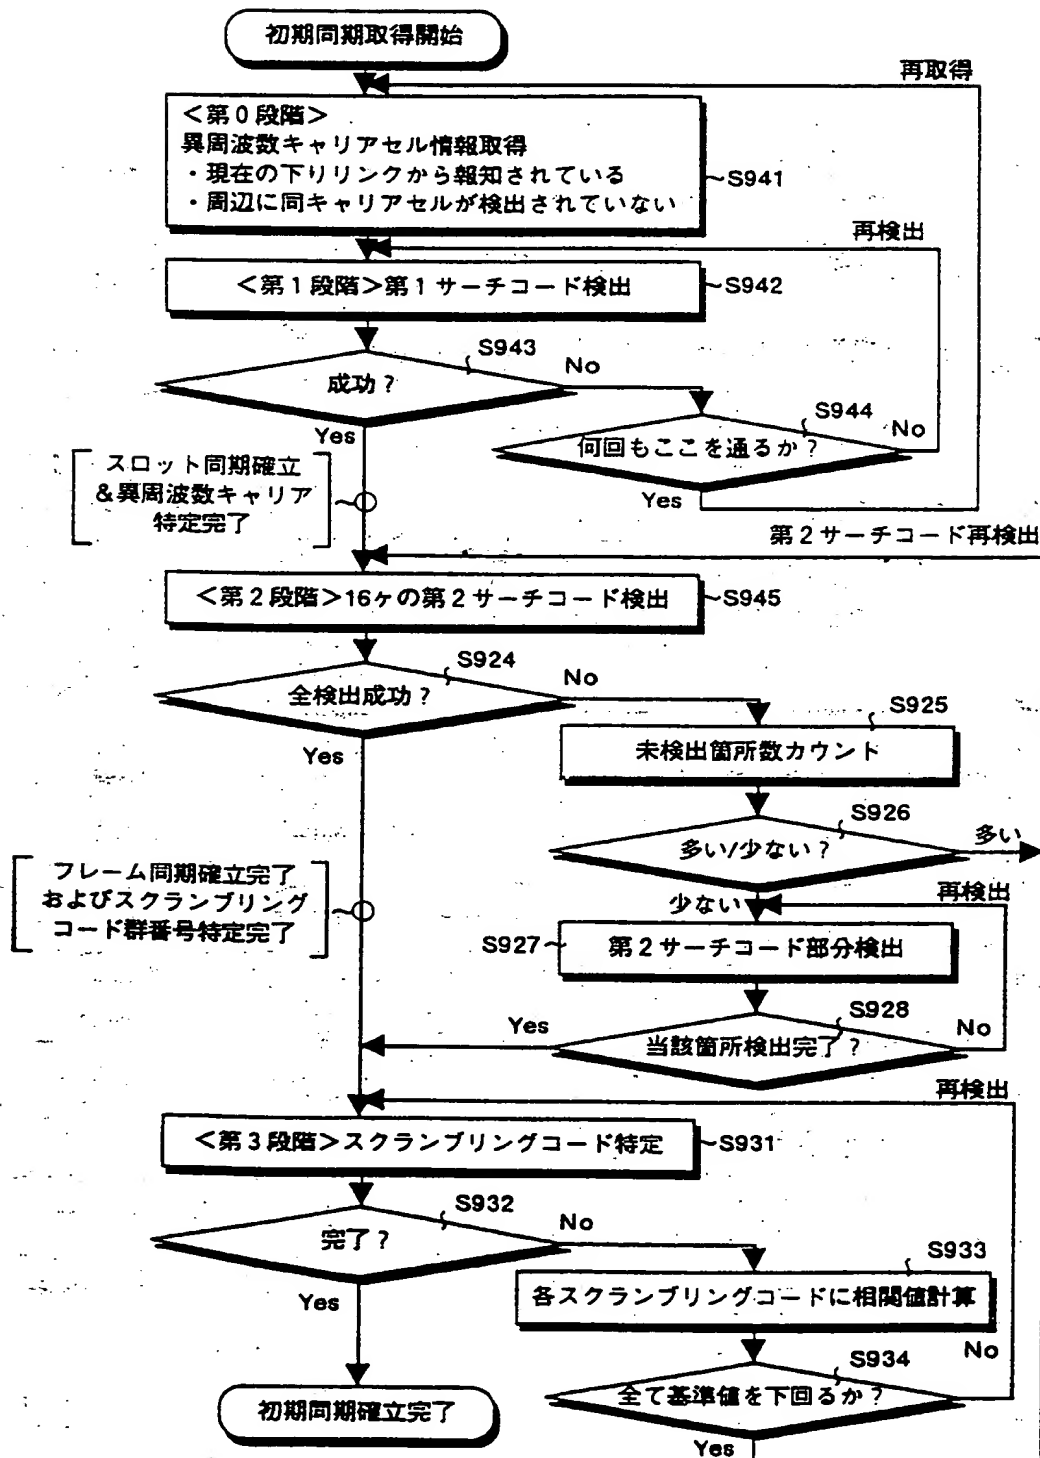 初期同期取得開始
再取得
<第0段階>
異周波数キャリアセル情報取得
・現在の下りリンクから報知されている
・周辺に同キャリアセルが検出されていない
S941
再検出
<第1段階>第1サーチコード検出
S942
S943
成功?
No
S944
何回もここを通るか?
No
Yes
Yes
スロット同期確立
&異周波数キャリア
特定完了
第2サーチコード再検出
<第2段階>16ヶの第2サーチコード検出
S945
S924
全検出成功?
No
S925
Yes
未検出箇所数カウント
S926
多い/少ない?
多い
フレーム同期確立完了
およびスクランブリング
コード群番号特定完了
少ない
再検出
S927
第2サーチコード部分検出
S928
Yes
当該箇所検出完了?
No
再検出
<第3段階>スクランブリングコード特定
S931
S932
完了?
No
S933
Yes
各スクランブリングコードに相関値計算
No
S934
全て基準値を下回るか?
初期同期確立完了
Yes